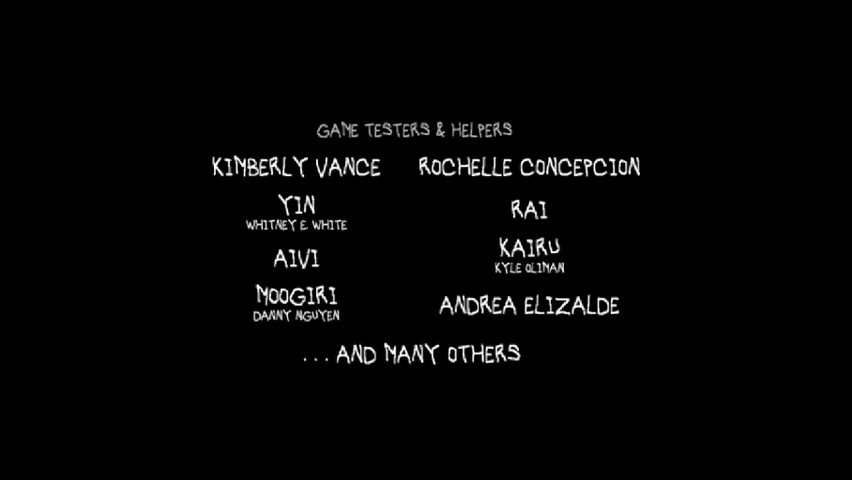 GAME TESTERS & HELPERS
KIMBERLY VANCE ROCHELLE CONCEPCION
YIN RAI
WHITNEY E. WHITE
AIVI KAIRU
KYLE OLIMAN
MOOGIRI ANDREA ELIZALDE
DANNY NGUYEN
...AND MANY OTHERS